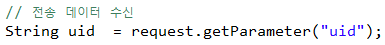 // 전송 데이터 수신
String uid  = request.getParameter("uid");